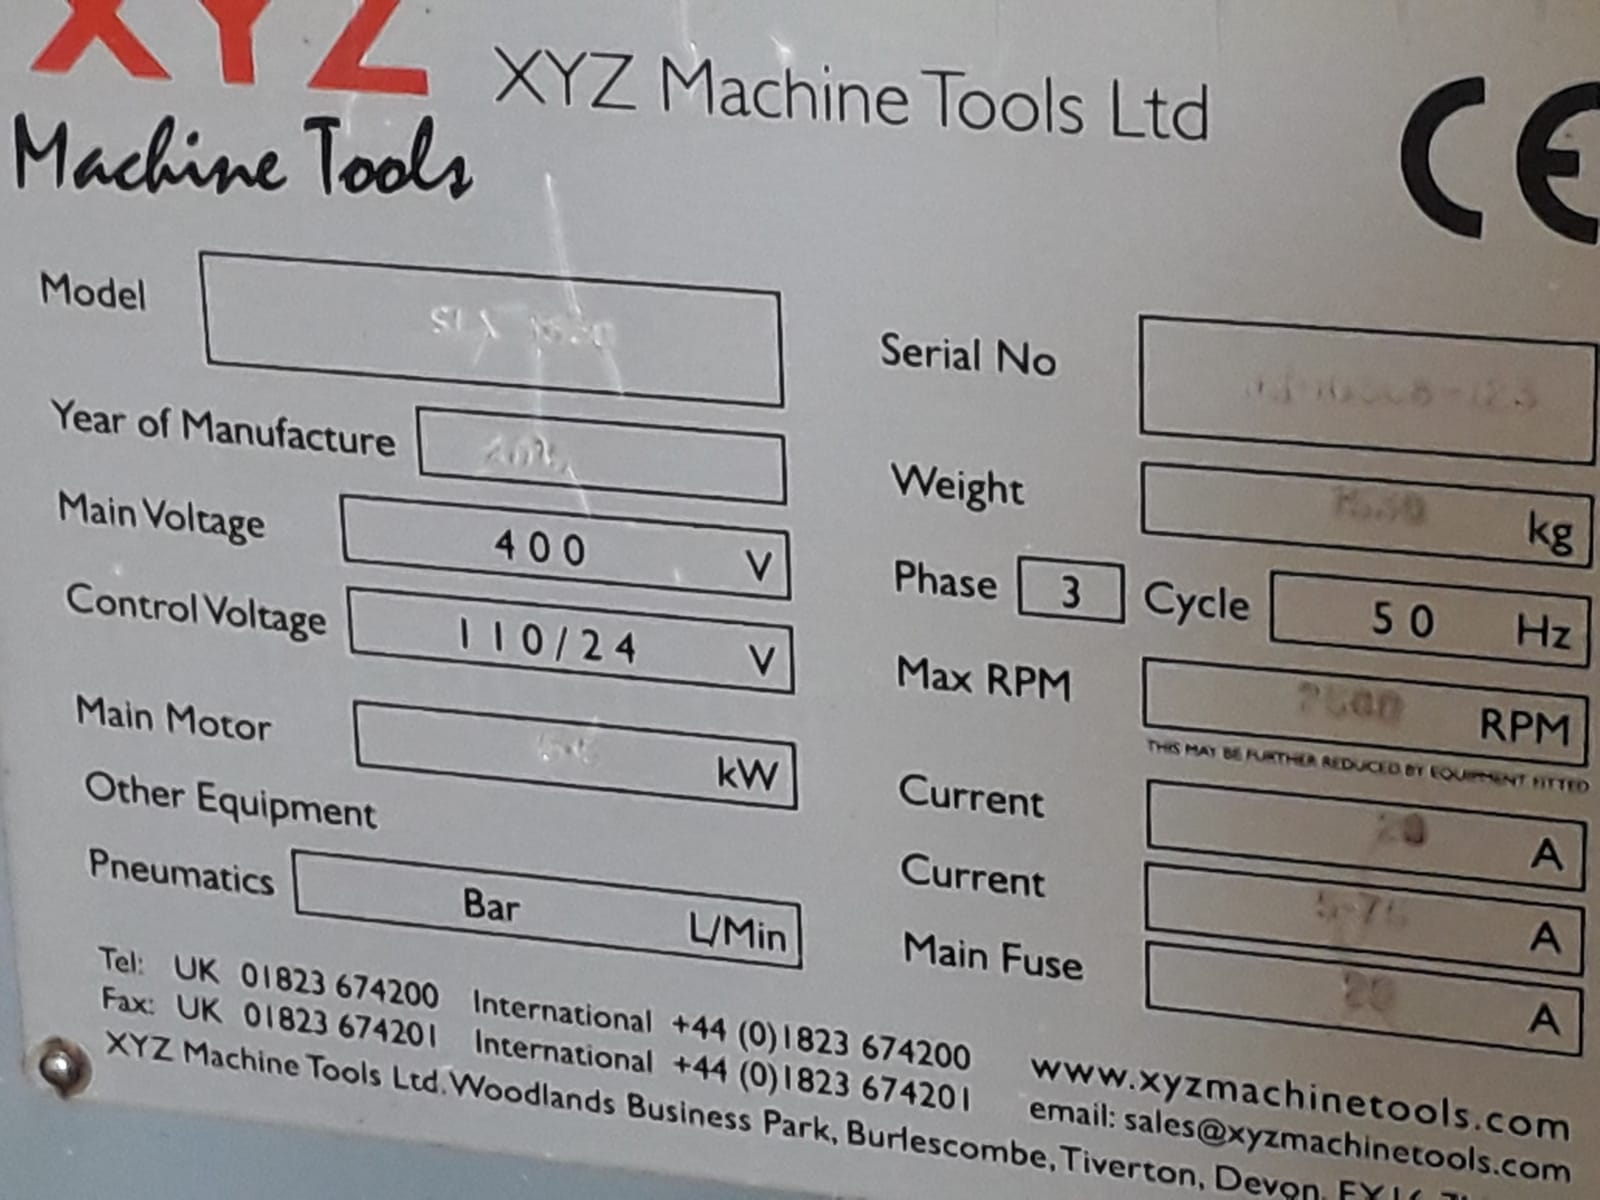 XYZ
Machine Tools
XYZ Machine Tools Ltd
CE
Model SLX
Serial No
Year of Manufacture
Weight kg
Main Voltage 400 V
Phase 3 Cycle 50 Hz
Control Voltage 110/24 V
Max RPM RPM
THIS MAY BE FURTHER REDUCED BY EQUIPMENT FITTED
Main Motor kW
Current 20 A
Other Equipment
Current A
Pneumatics Bar L/Min
Main Fuse 20 A
Tel: UK 01823 674200 International +44 (0)1823 674200
Fax: UK 01823 674201 International +44 (0)1823 674201
www.xyzmachinetools.com
email: sales@xyzmachinetools.com
XYZ Machine Tools Ltd. Woodlands Business Park, Burlescombe, Tiverton, Devon,